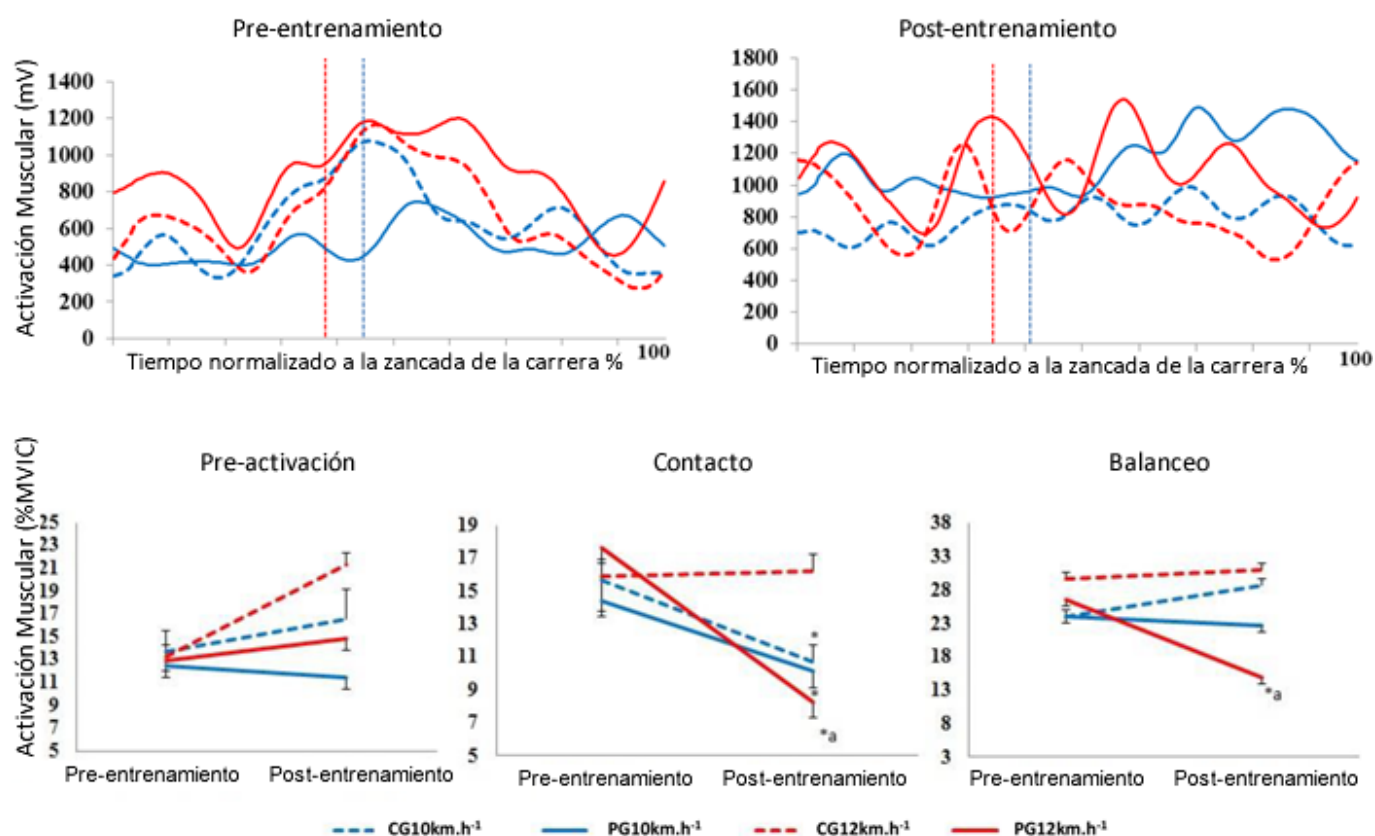 Pre-entrenamiento
Post-entrenamiento
Activación Muscular (mV)
1400
1200
1000
800
600
400
200
0
Tiempo normalizado a la zancada de la carrera %
100
1800
1600
1400
1200
1000
800
600
400
200
0
Tiempo normalizado a la zancada de la carrera %
100
Activación Muscular (%MVIC)
Pre-activación
25
23
21
19
17
15
13
11
9
7
5
Pre-entrenamiento
Post-entrenamiento
Contacto
19
17
15
13
11
9
7
5
*
*
*a
Pre-entrenamiento
Post-entrenamiento
Balanceo
38
33
28
23
18
13
8
3
*a
Pre-entrenamiento
Post-entrenamiento
CG10km.h⁻¹
PG10km.h⁻¹
CG12km.h⁻¹
PG12km.h⁻¹